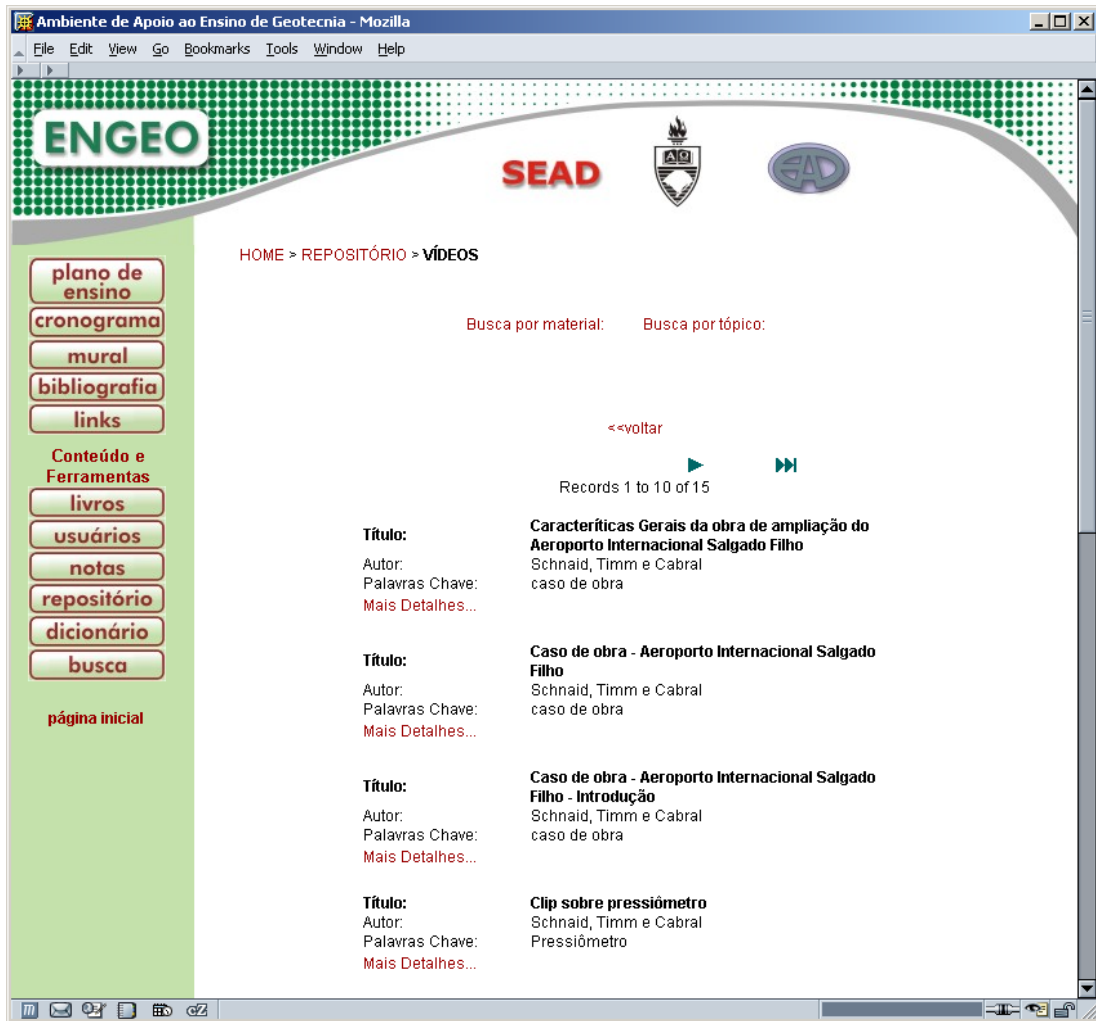 Ambiente de Apoio ao Ensino de Geotecnia - Mozilla
File Edit View Go Bookmarks Tools Window Help
ENGEO
SEAD
EAD
HOME > REPOSITÓRIO > VÍDEOS
plano de
ensino
cronograma
mural
bibliografia
links
Conteúdo e
Ferramentas
livros
usuários
notas
repositório
dicionário
busca
página inicial
Busca por material: Busca por tópico:
<<voltar
Records 1 to 10 of 15
Título: Caracteríticas Gerais da obra de ampliação do
Aeroporto Internacional Salgado Filho
Autor: Schnaid, Timm e Cabral
Palavras Chave: caso de obra
Mais Detalhes...
Título: Caso de obra - Aeroporto Internacional Salgado
Filho
Autor: Schnaid, Timm e Cabral
Palavras Chave: caso de obra
Mais Detalhes...
Título: Caso de obra - Aeroporto Internacional Salgado
Filho - Introdução
Autor: Schnaid, Timm e Cabral
Palavras Chave: caso de obra
Mais Detalhes...
Título: Clip sobre pressiômetro
Autor: Schnaid, Timm e Cabral
Palavras Chave: Pressiômetro
Mais Detalhes...